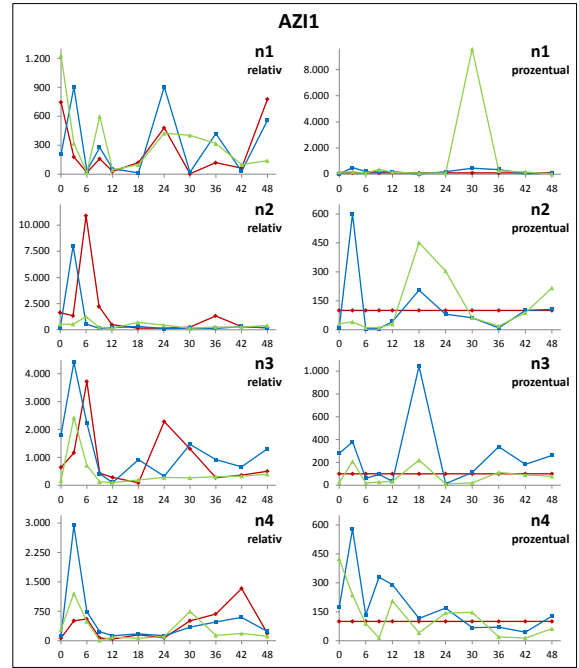 AZI1
n1
relativ
1.200
900
600
300
0
0 6 12 18 24 30 36 42 48
n1
prozentual
8.000
6.000
4.000
2.000
0
0 6 12 18 24 30 36 42 48
n2
relativ
10.000
7.500
5.000
2.500
0
0 6 12 18 24 30 36 42 48
n2
prozentual
600
450
300
150
0
0 6 12 18 24 30 36 42 48
n3
relativ
4.000
3.000
2.000
1.000
0
0 6 12 18 24 30 36 42 48
n3
prozentual
1.000
800
600
400
200
0
0 6 12 18 24 30 36 42 48
n4
relativ
3.000
2.250
1.500
750
0
0 6 12 18 24 30 36 42 48
n4
prozentual
600
450
300
150
0
0 6 12 18 24 30 36 42 48